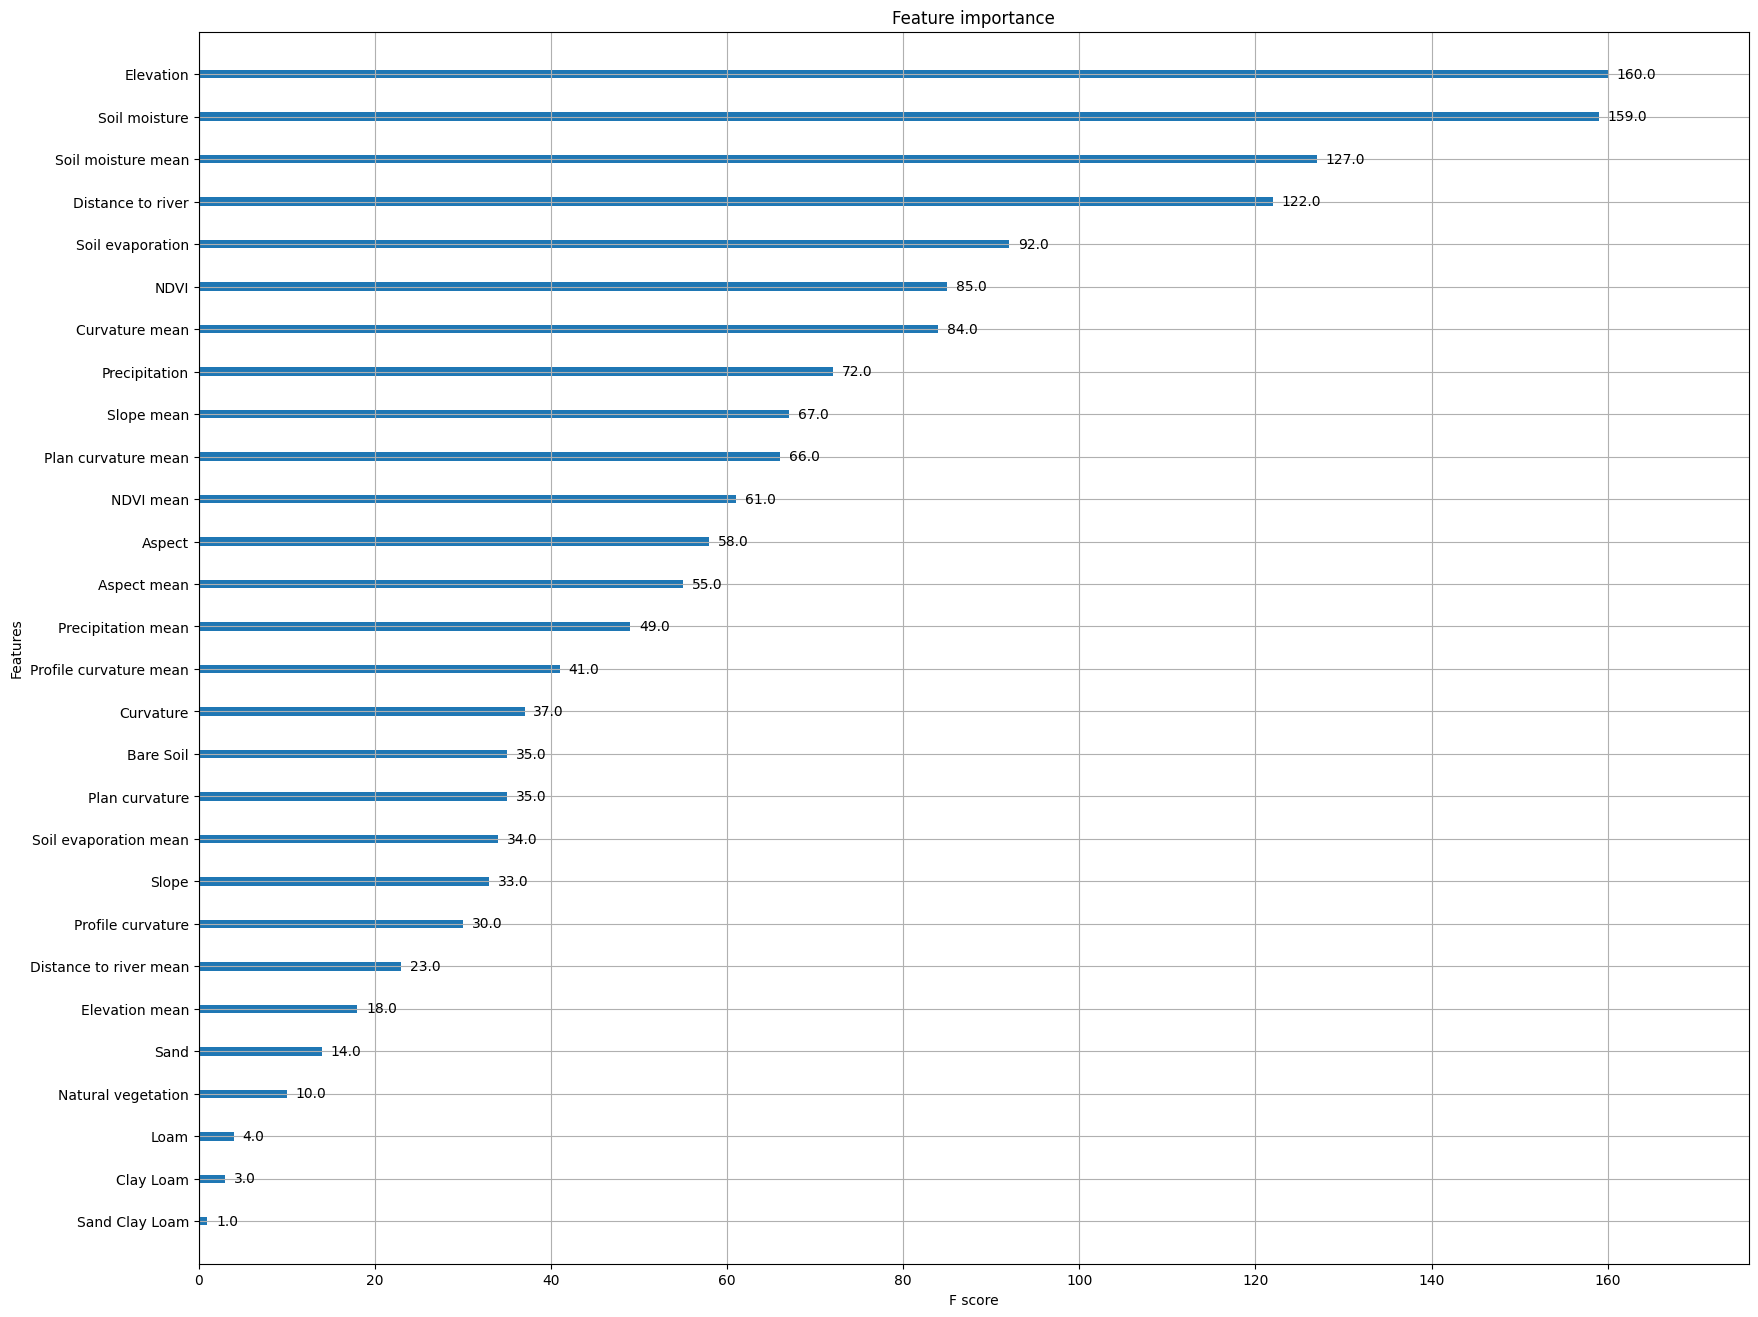 Feature importance
Elevation 160.0
Soil moisture 159.0
Soil moisture mean 127.0
Distance to river 122.0
Soil evaporation 92.0
NDVI 85.0
Curvature mean 84.0
Precipitation 72.0
Slope mean 67.0
Plan curvature mean 66.0
NDVI mean 61.0
Aspect 58.0
Aspect mean 55.0
Precipitation mean 49.0
Features
Profile curvature mean 41.0
Curvature 37.0
Bare Soil 35.0
Plan curvature 35.0
Soil evaporation mean 34.0
Slope 33.0
Profile curvature 30.0
Distance to river mean 23.0
Elevation mean 18.0
Sand 14.0
Natural vegetation 10.0
Loam 4.0
Clay Loam 3.0
Sand Clay Loam 1.0
0 20 40 60 80 100 120 140 160
F score